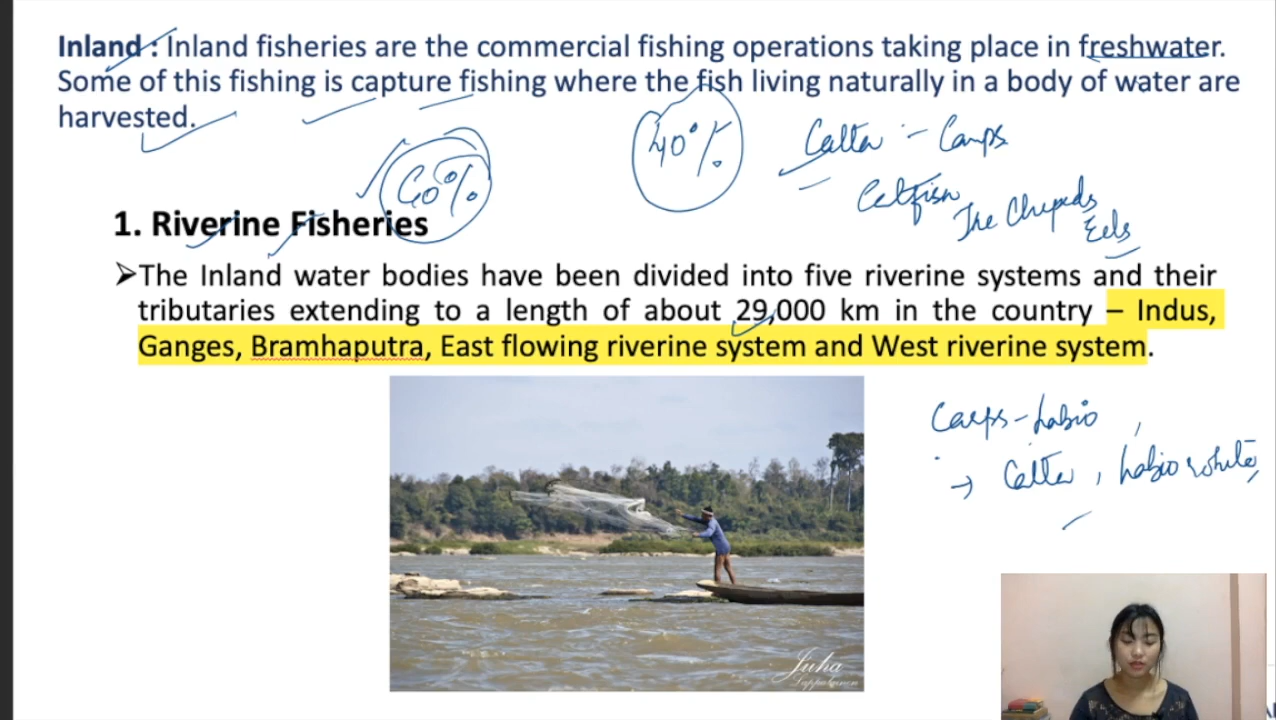 Inland : Inland fisheries are the commercial fishing operations taking place in freshwater.
Some of this fishing is capture fishing where the fish living naturally in a body of water are
harvested.
60%
40%
Catla - Carps
Catfish
The Clupeids
Eels
1. Riverine Fisheries
➤The Inland water bodies have been divided into five riverine systems and their
tributaries extending to a length of about 29,000 km in the country – Indus,
Ganges, Bramhaputra, East flowing riverine system and West riverine system.
Carps - Labio ,
→ Catla , Labio rohita,
Juha